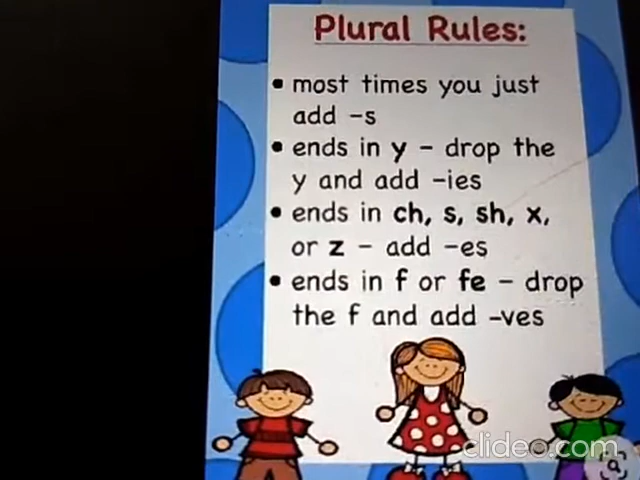 Plural Rules:
• most times you just
add –s
• ends in y – drop the
y and add –ies
• ends in ch, s, sh, x,
or z – add –es
• ends in f or fe – drop
the f and add –ves
clideo.com